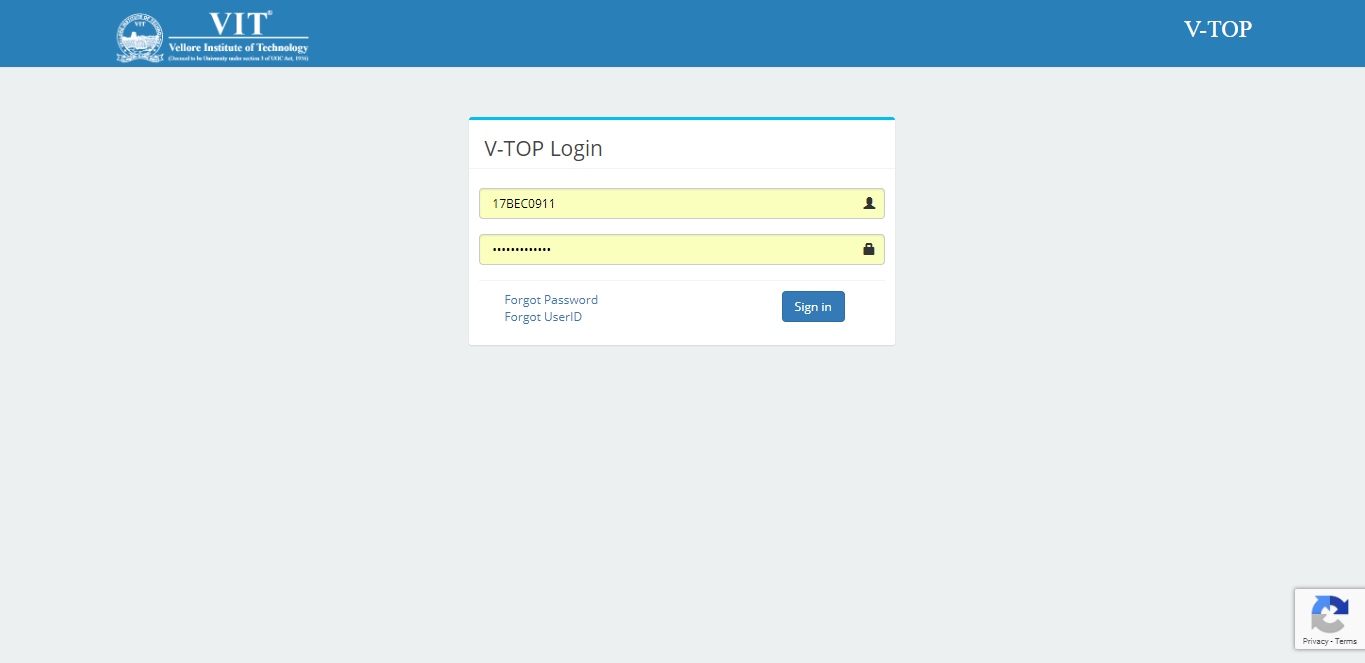 VIT®
Vellore Institute of Technology
(Deemed to be University under section 3 of UGC Act, 1956)
V-TOP
V-TOP Login
17BEC0911
•••••••••••••
Forgot Password
Forgot UserID
Sign in
Privacy - Terms